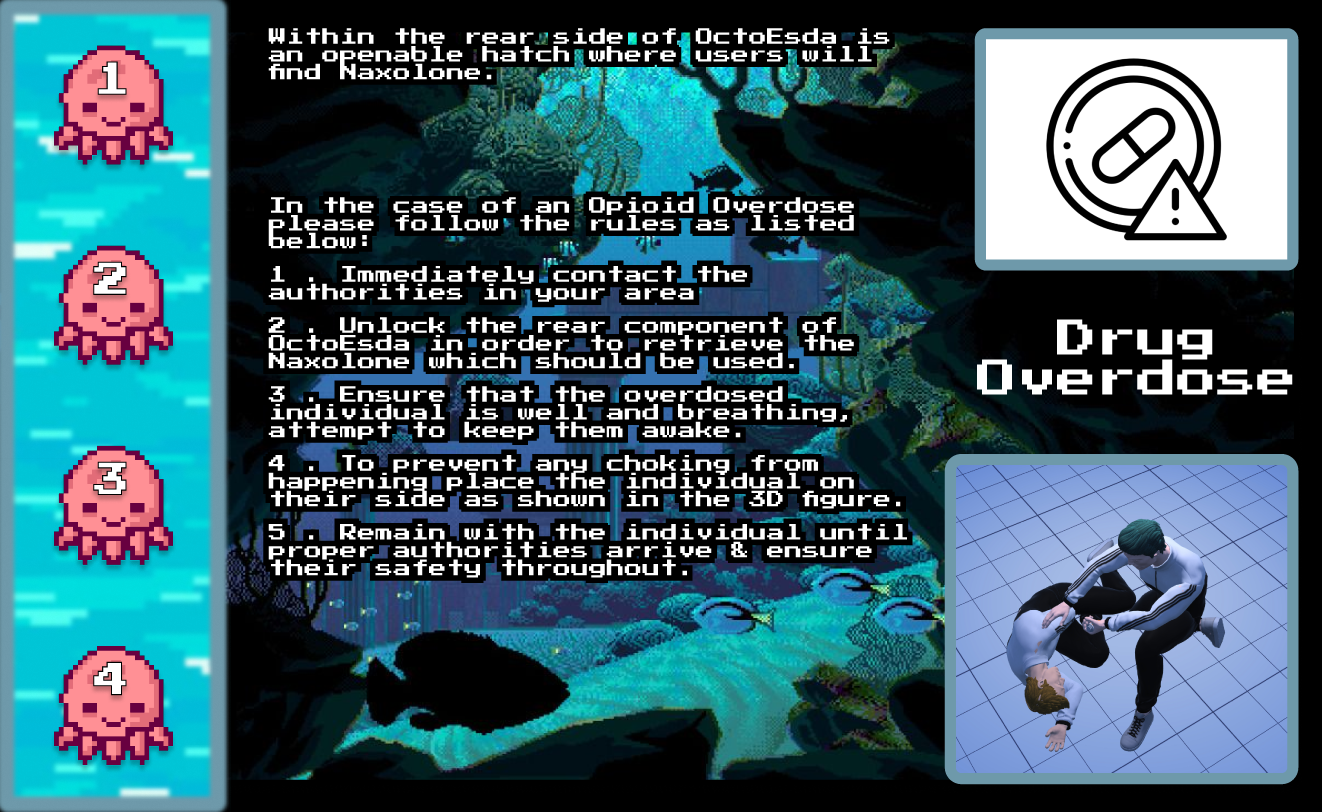 1
2
3
4
Within the rear side of OctoEsda is
an openable hatch where users will
find Naxolone.
In the case of an Opioid Overdose
please follow the rules as listed
below:
1 . Immediately contact the
authorities in your area
2 . Unlock the rear component of
OctoEsda in order to retrieve the
Naxolone which should be used.
3 . Ensure that the overdosed
individual is well and breathing,
attempt to keep them awake.
4 . To prevent any choking from
happening place the individual on
their side as shown in the 3D figure.
5 . Remain with the individual until
proper authorities arrive & ensure
their safety throughout.
Drug
Overdose